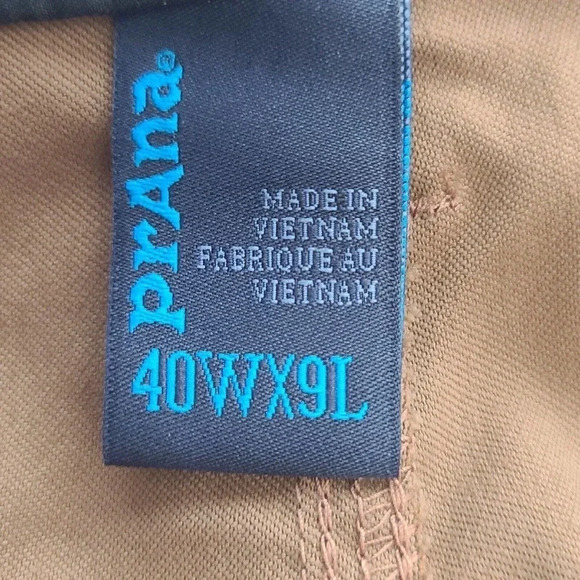 prAna®
MADE IN
VIETNAM
FABRIQUE AU
VIETNAM
40WX9L